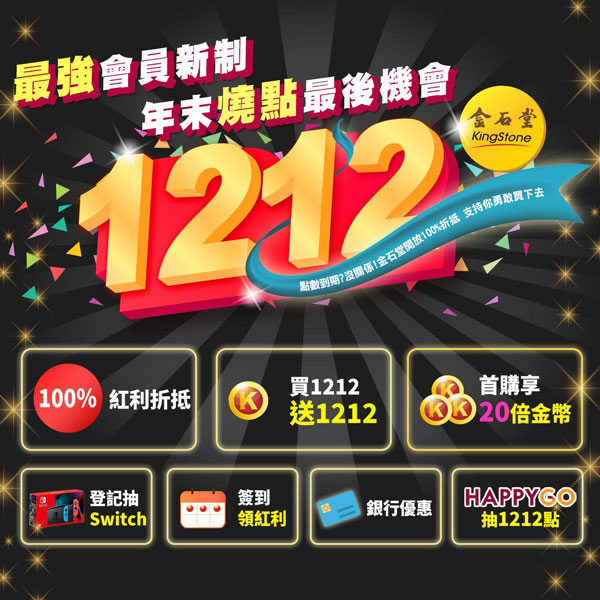 最強會員新制
年末燒點最後機會
金石堂
KingStone
1212
點數到期?沒關係!金石堂開放100%折抵 支持你勇敢買下去
100% 紅利折抵
K
買1212
送1212
K K K
首購享
20倍金幣
登記抽
Switch
簽到
領紅利
銀行優惠
HAPPYGO
抽1212點